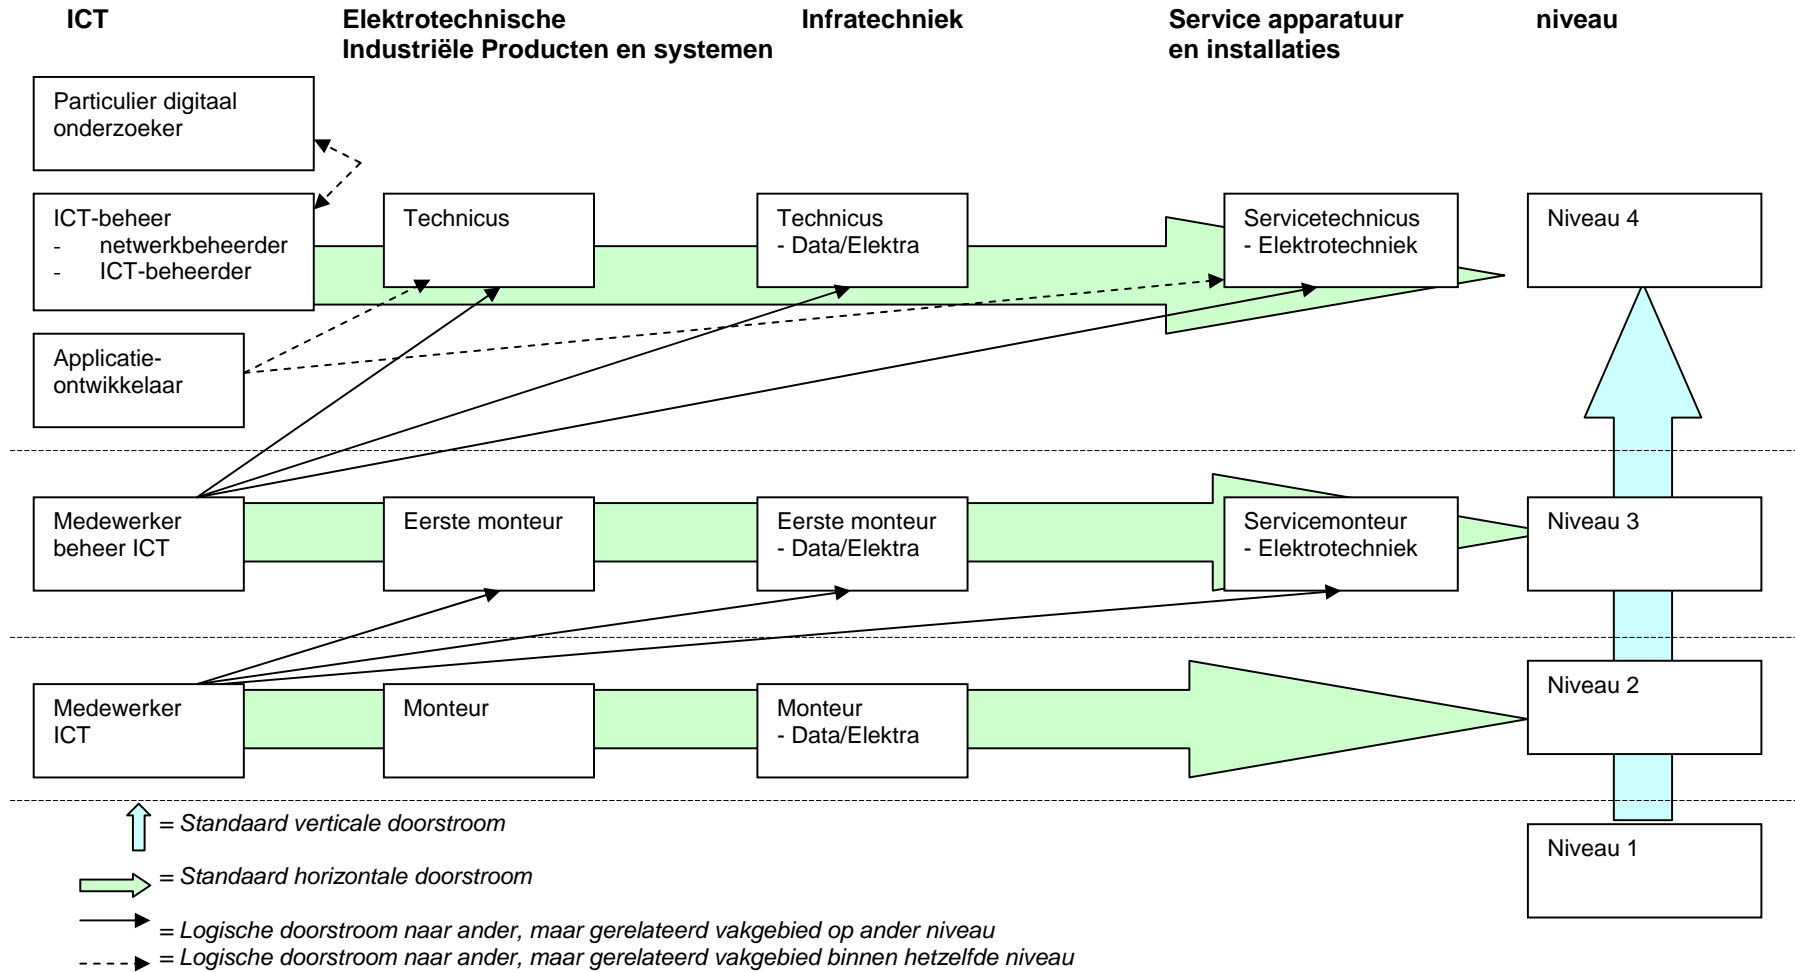 ICT
Elektrotechnische
Industriële Producten en systemen
Infratechniek
Service apparatuur
en installaties
niveau
Particulier digitaal
onderzoeker
ICT-beheer
- netwerkbeheerder
- ICT-beheerder
Technicus
Technicus
- Data/Elektra
Servicetechnicus
- Elektrotechniek
Niveau 4
Applicatie-
ontwikkelaar
Medewerker
beheer ICT
Eerste monteur
Eerste monteur
- Data/Elektra
Servicemonteur
- Elektrotechniek
Niveau 3
Medewerker
ICT
Monteur
Monteur
- Data/Elektra
Niveau 2
Niveau 1
= Standaard verticale doorstroom
= Standaard horizontale doorstroom
= Logische doorstroom naar ander, maar gerelateerd vakgebied op ander niveau
= Logische doorstroom naar ander, maar gerelateerd vakgebied binnen hetzelfde niveau